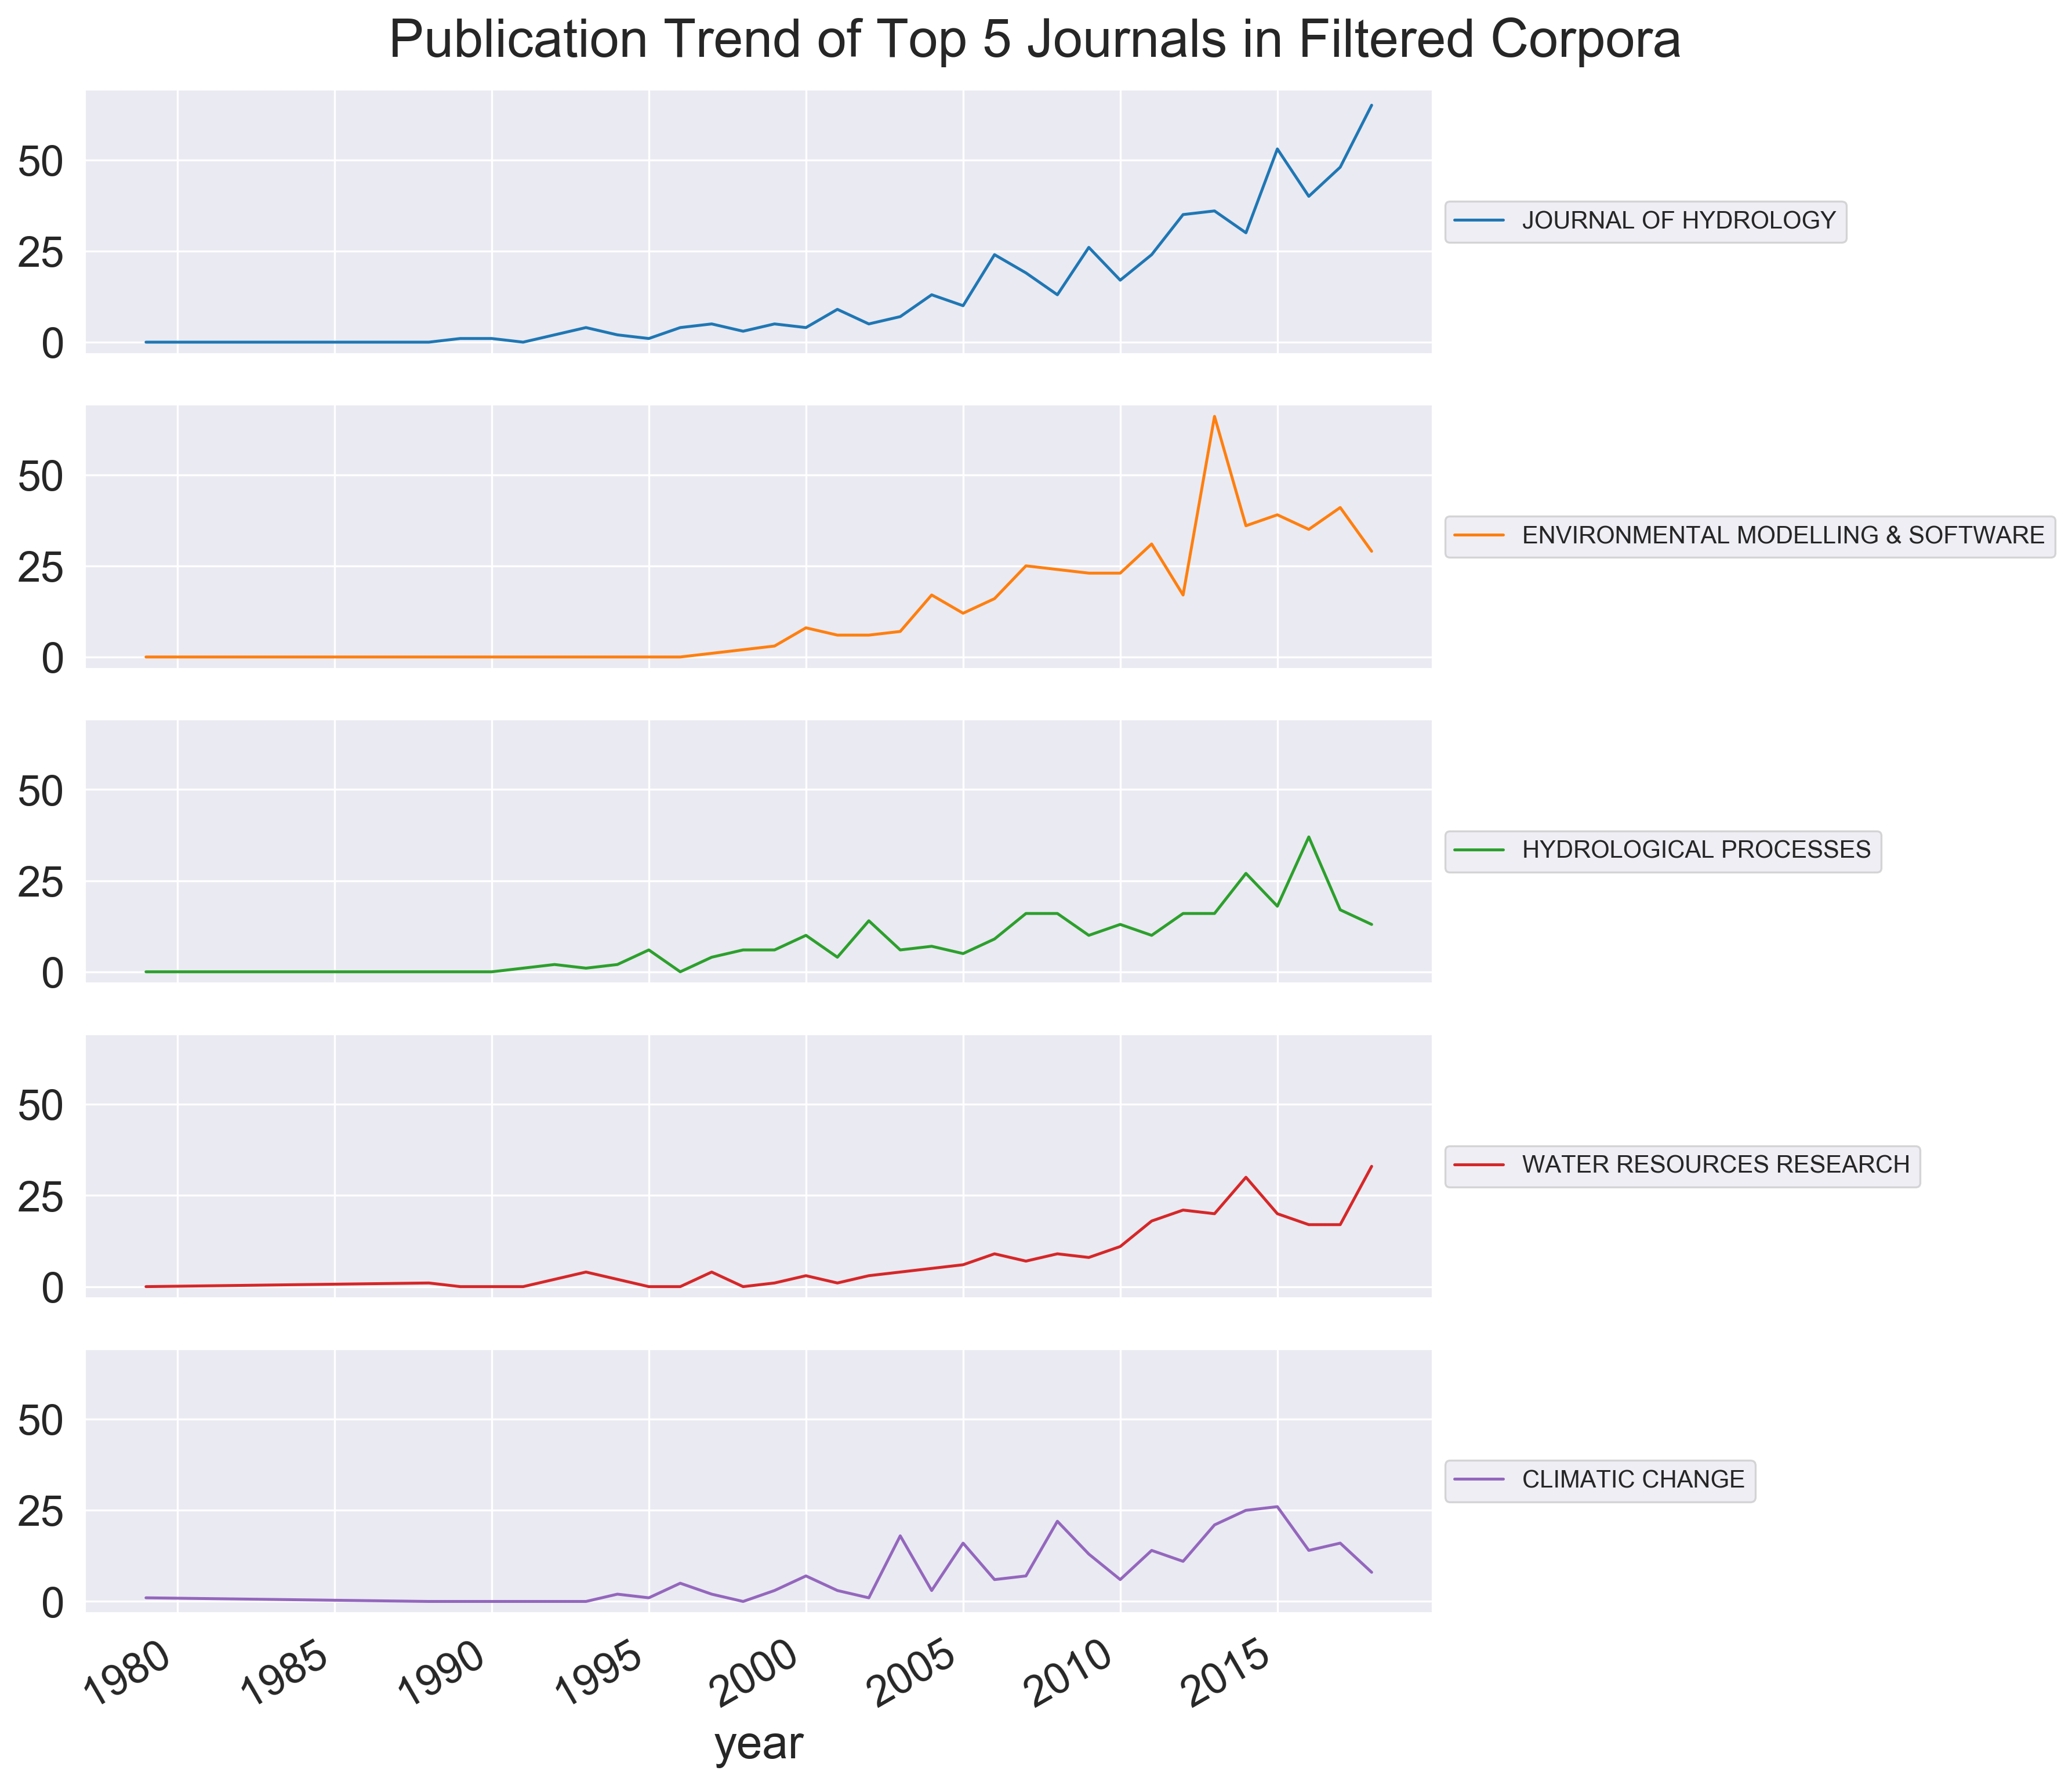 Publication Trend of Top 5 Journals in Filtered Corpora
50
25
0
JOURNAL OF HYDROLOGY
50
25
0
ENVIRONMENTAL MODELLING & SOFTWARE
50
25
0
HYDROLOGICAL PROCESSES
50
25
0
WATER RESOURCES RESEARCH
50
25
0
CLIMATIC CHANGE
1980 1985 1990 1995 2000 2005 2010 2015
year